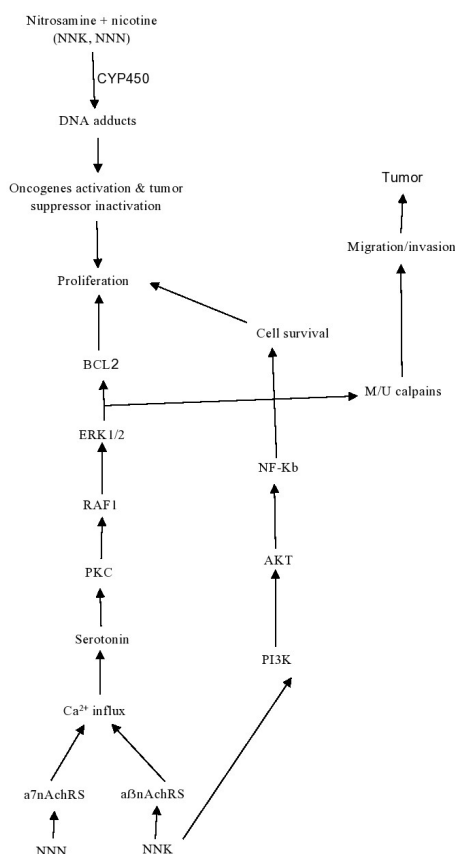 Nitrosamine + nicotine
(NNK, NNN)
CYP450
DNA adducts
Oncogenes activation & tumor
suppressor inactivation
Tumor
Migration/invasion
Proliferation
Cell survival
BCL2
M/U calpains
ERK1/2
NF-Kb
RAF1
AKT
PKC
Serotonin
PI3K
Ca²⁺ influx
a7nAchRS
aß3nAchRS
NNN
NNK